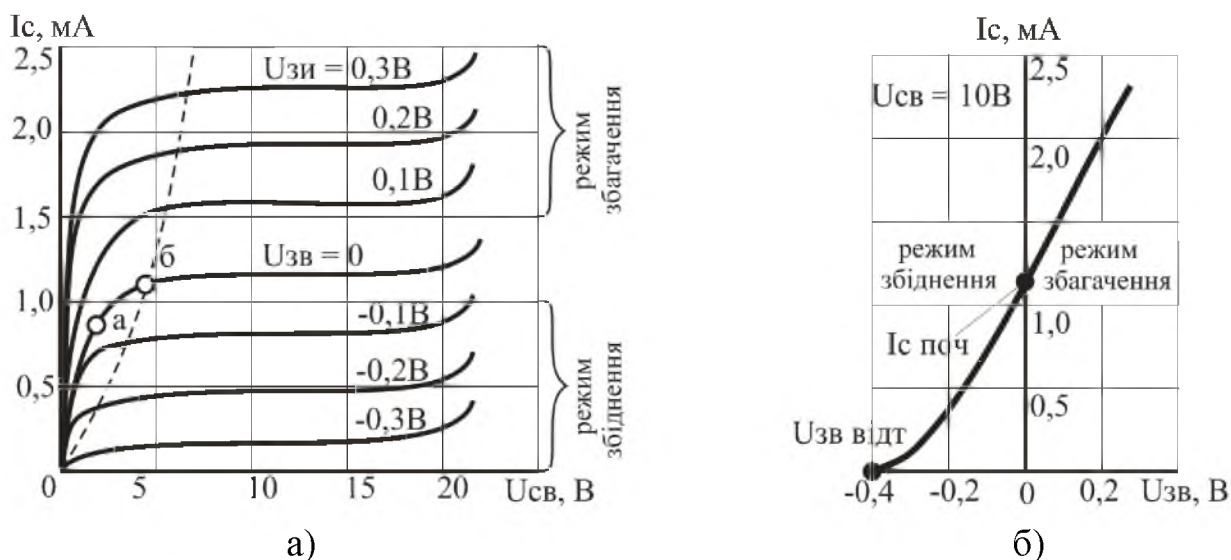 Ic, мА
2,5
2,0
1,5
1,0
0,5
0
5
10
15
20
Uсв, В
Uзи = 0,3В
0,2В
0,1В
Uзв = 0
-0,1В
-0,2В
-0,3В
а
б
режим
збагачення
режим
збіднення
а)
Ic, мА
2,5
Uсв = 10В
2,0
режим
збіднення
режим
збагачення
1,0
Ic поч
0,5
Uзв відт
-0,4
-0,2
0
0,2
Uзв, В
б)